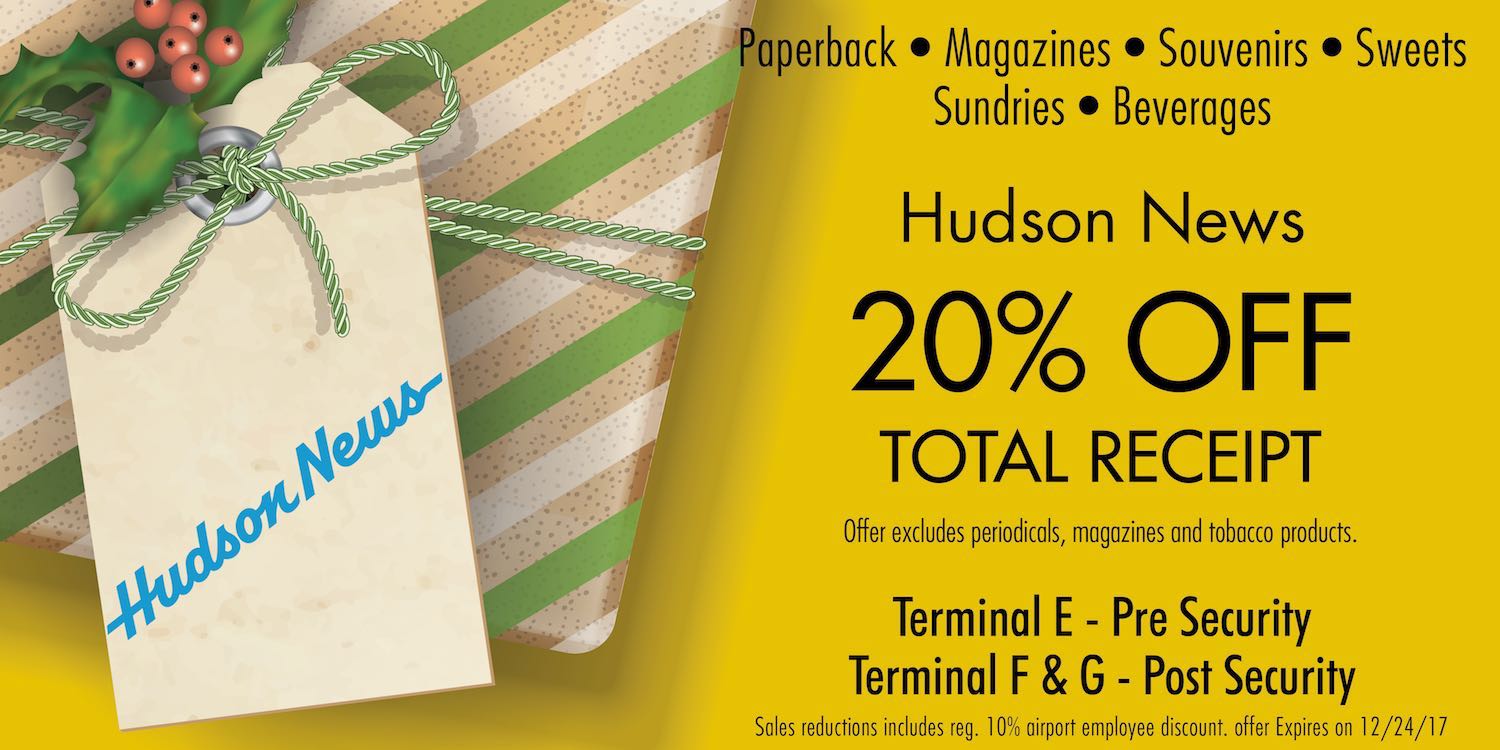 Paperback • Magazines • Souvenirs • Sweets
Sundries • Beverages
Hudson News
20% OFF
TOTAL RECEIPT
Offer excludes periodicals, magazines and tobacco products.
Terminal E - Pre Security
Terminal F & G - Post Security
Sales reductions includes reg. 10% airport employee discount. offer Expires on 12/24/17
Hudson News